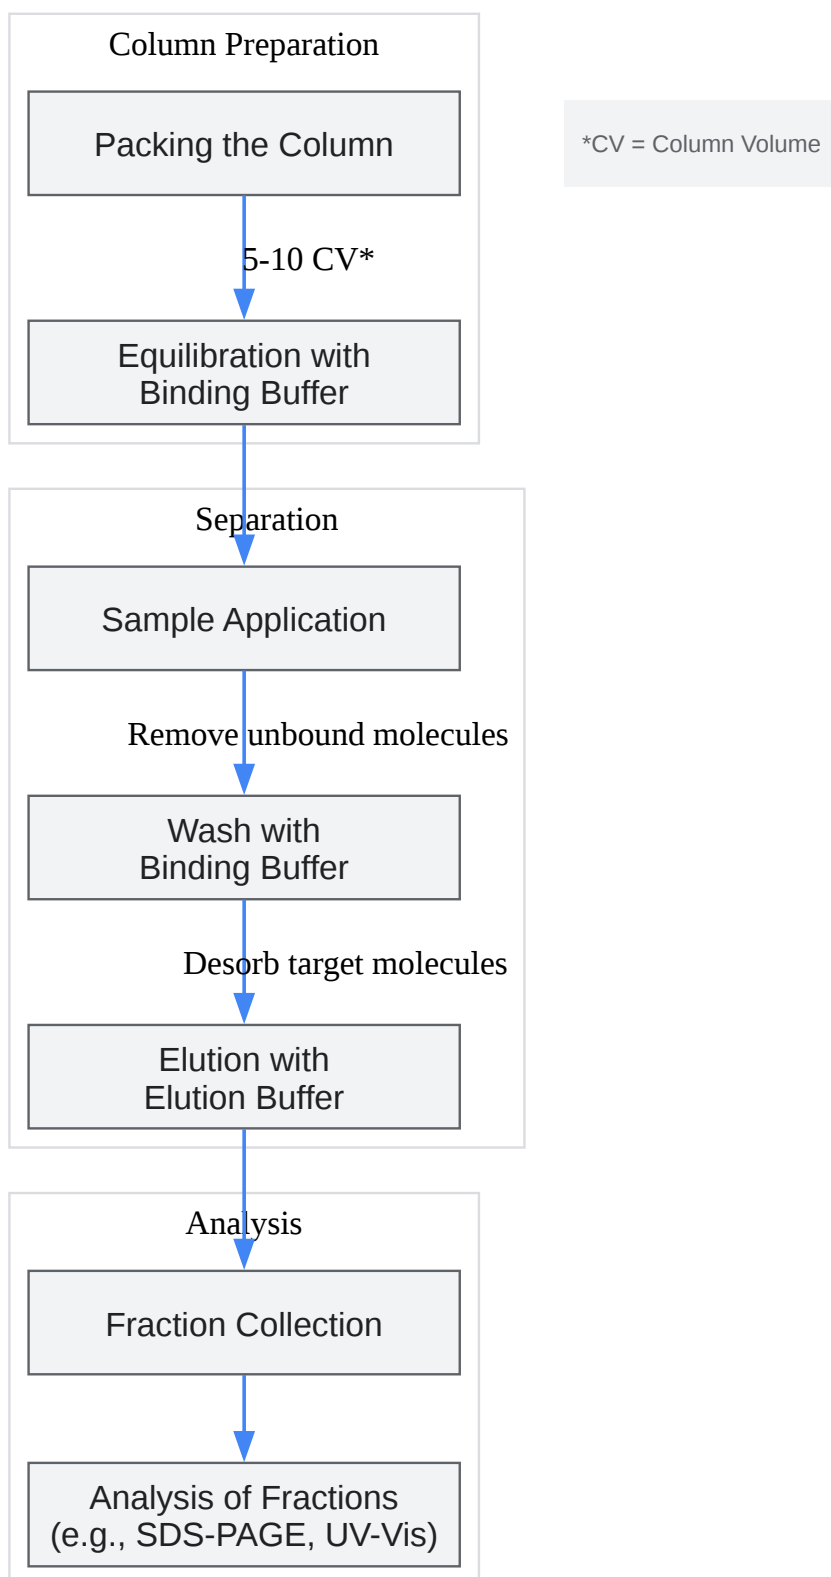 Column Preparation
Packing the Column
*CV = Column Volume
5-10 CV*
Equilibration with
Binding Buffer
Separation
Sample Application
Remove unbound molecules
Wash with
Binding Buffer
Desorb target molecules
Elution with
Elution Buffer
Analysis
Fraction Collection
Analysis of Fractions
(e.g., SDS-PAGE, UV-Vis)